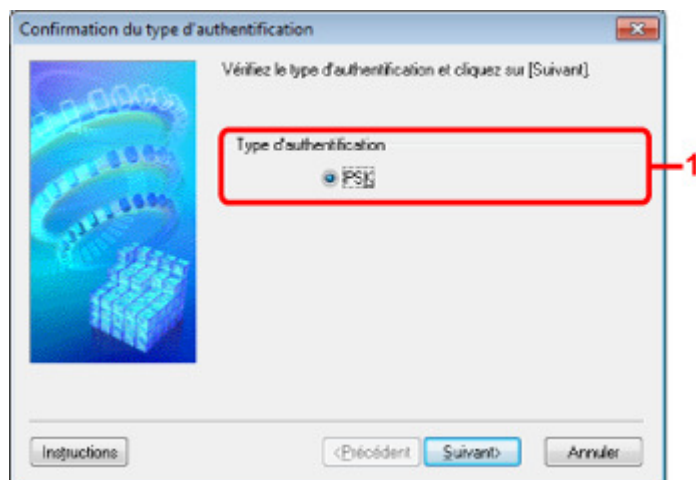 Confirmation du type d'authentification
Vérifiez le type d'authentification et cliquez sur [Suivant].
Type d'authentification
PSK
1
Instructions
<Précédent
Suivant>
Annuler